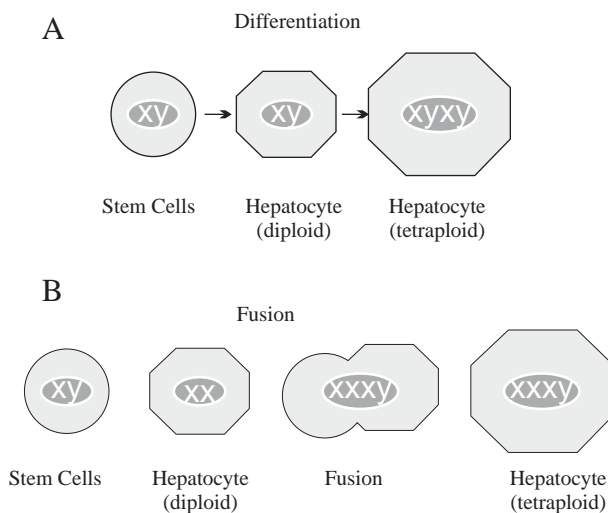 A
Differentiation
xy
xy
xyxy
Stem Cells
Hepatocyte
(diploid)
Hepatocyte
(tetraploid)
B
Fusion
xy
xx
xxxy
xxxy
Stem Cells
Hepatocyte
(diploid)
Fusion
Hepatocyte
(tetraploid)